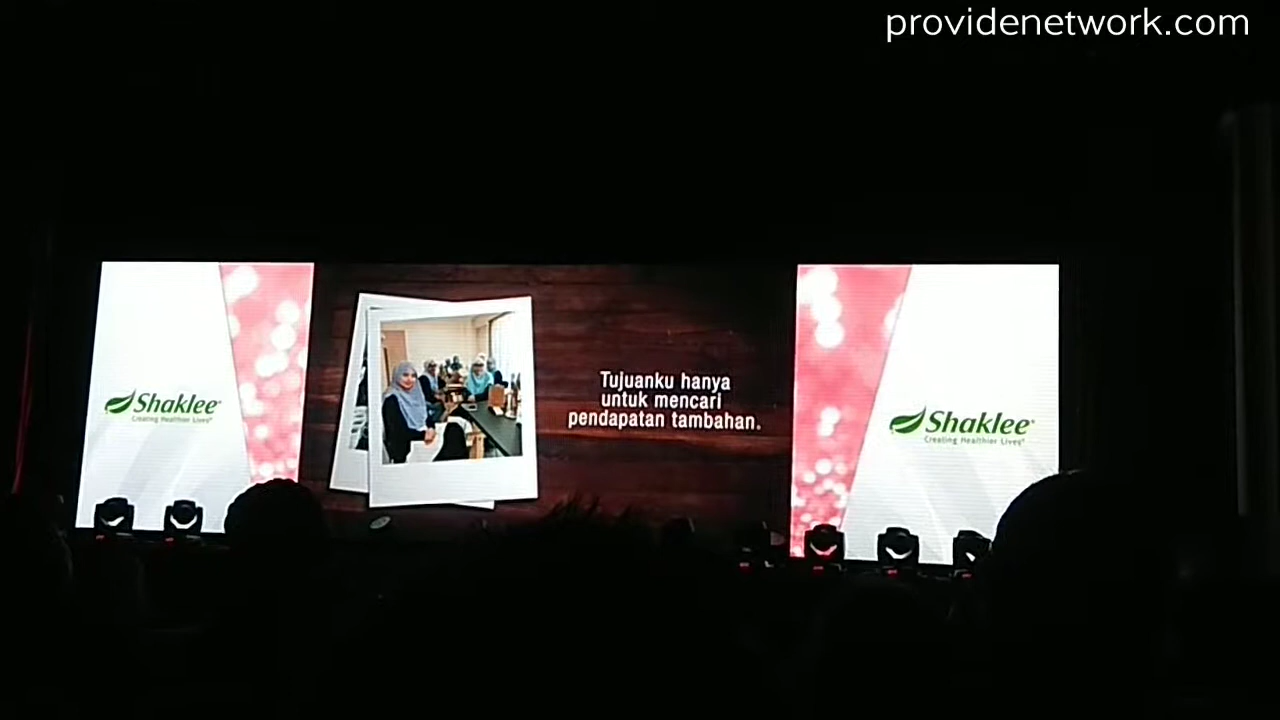 providenetwork.com
Shaklee
Creating Healthier Lives
Tujuanku hanya
untuk mencari
pendapatan tambahan.
Shaklee
Creating Healthier Lives